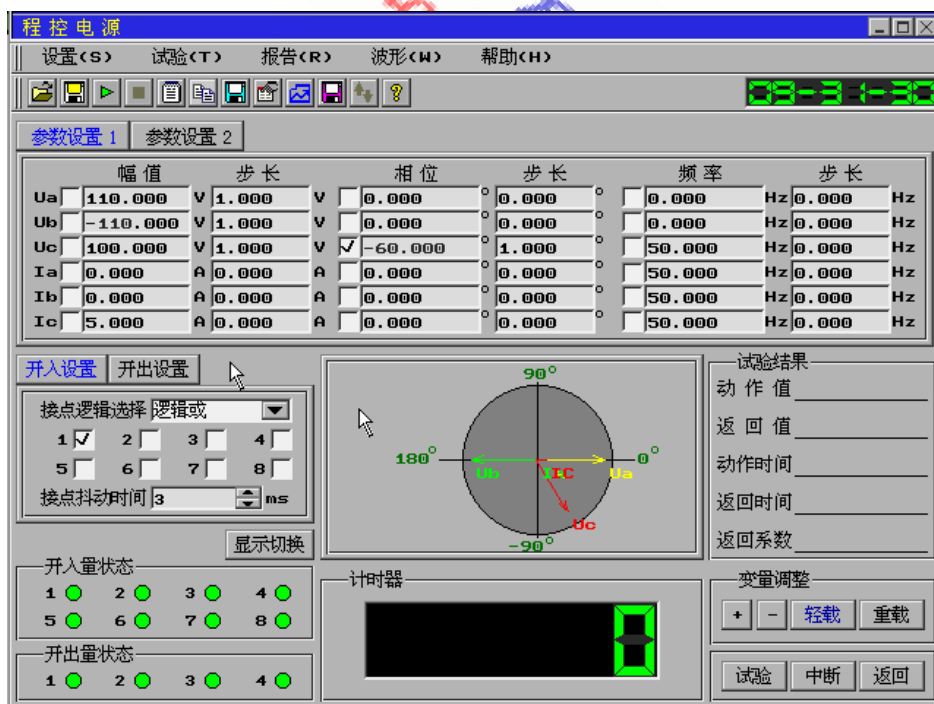 程控电源
设置(S) 试验(T) 报告(R) 波形(W) 帮助(H)
参数设置 1 参数设置 2
幅值 步长 相位 步长 频率 步长
Ua 110.000 V 1.000 V 0.000 ° 0.000 ° 0.000 Hz 0.000 Hz
Ub -110.000 V 1.000 V 0.000 ° 0.000 ° 0.000 Hz 0.000 Hz
Uc 100.000 V 1.000 V -60.000 ° 1.000 ° 50.000 Hz 0.000 Hz
Ia 0.000 A 0.000 A 0.000 ° 0.000 ° 50.000 Hz 0.000 Hz
Ib 0.000 A 0.000 A 0.000 ° 0.000 ° 50.000 Hz 0.000 Hz
Ic 5.000 A 0.000 A 0.000 ° 0.000 ° 50.000 Hz 0.000 Hz
开入设置 开出设置
接点逻辑选择 逻辑或
1 2 3 4
5 6 7 8
接点抖动时间 3 ms
显示切换
开入量状态
1 2 3 4
5 6 7 8
开出量状态
1 2 3 4
90°
180° 0°
Ub IC Ua
Uc
-90°
计时器
0
试验结果
动作值
返回值
动作时间
返回时间
返回系数
变量调整
+ - 轻载 重载
试验 中断 返回